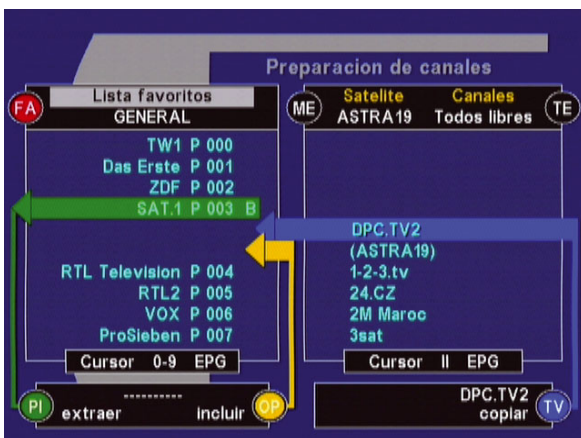 Preparacion de canales
FA
Lista favoritos
GENERAL
TW1 P 000
Das Erste P 001
ZDF P 002
SAT.1 P 003 B
RTL Television P 004
RTL2 P 005
VOX P 006
ProSieben P 007
Cursor 0-9 EPG
PI
extraer
---------
incluir
OP
ME
Satelite Canales
ASTRA19 Todos libres
TE
DPC.TV2
(ASTRA19)
1-2-3.tv
24.CZ
2M Maroc
3sat
Cursor II EPG
DPC.TV2
copiar
TV